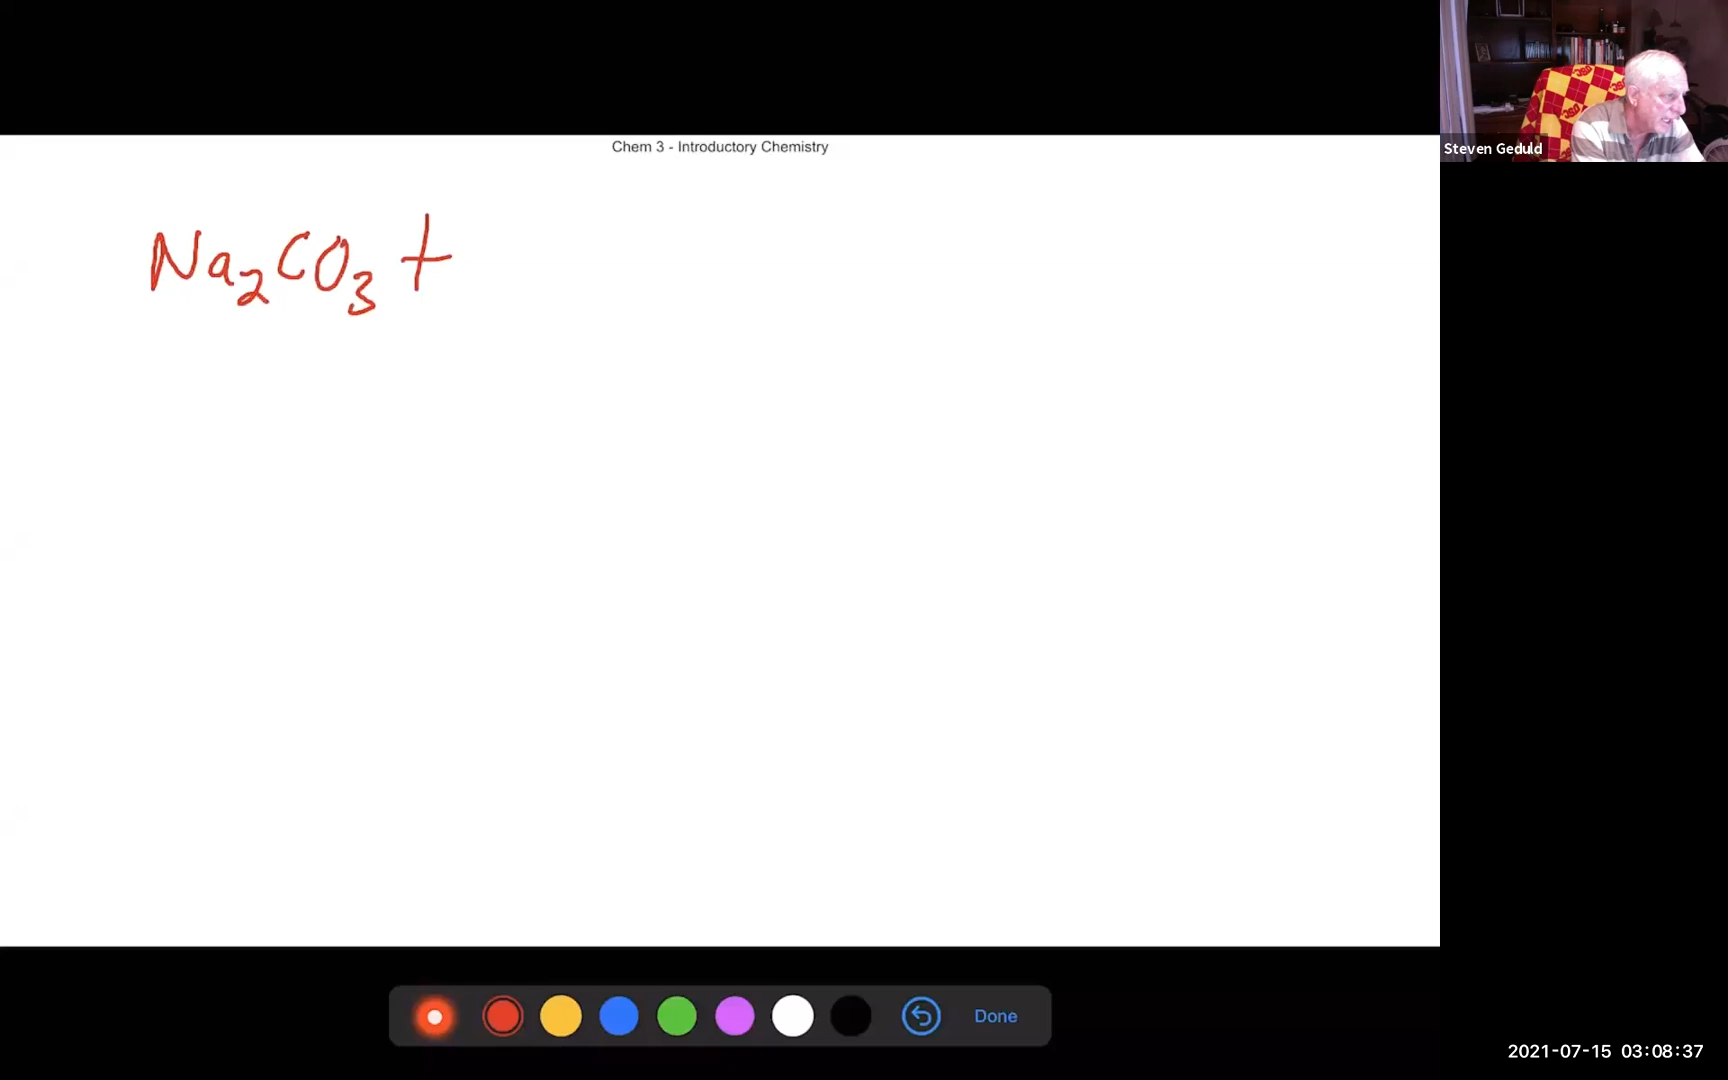 Chem 3 - Introductory Chemistry
Steven Geduld
Na₂CO₃ +
Done
2021-07-15 03:08:37